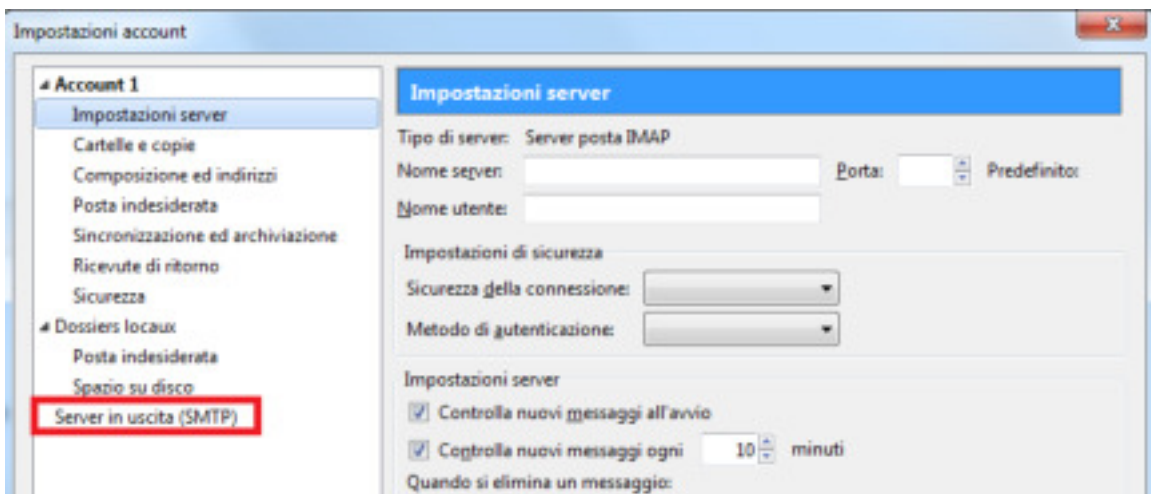 Impostazioni account
Account 1
Impostazioni server
Cartelle e copie
Composizione ed indirizzi
Posta indesiderata
Sincronizzazione ed archiviazione
Ricevute di ritorno
Sicurezza
Dossiers locaux
Posta indesiderata
Spazio su disco
Server in uscita (SMTP)
Impostazioni server
Tipo di server: Server posta IMAP
Nome server: Porta: Predefinito:
Nome utente:
Impostazioni di sicurezza
Sicurezza della connessione:
Metodo di autenticazione:
Impostazioni server
Controlla nuovi messaggi all'avvio
Controlla nuovi messaggi ogni 10 minuti
Quando si elimina un messaggio: